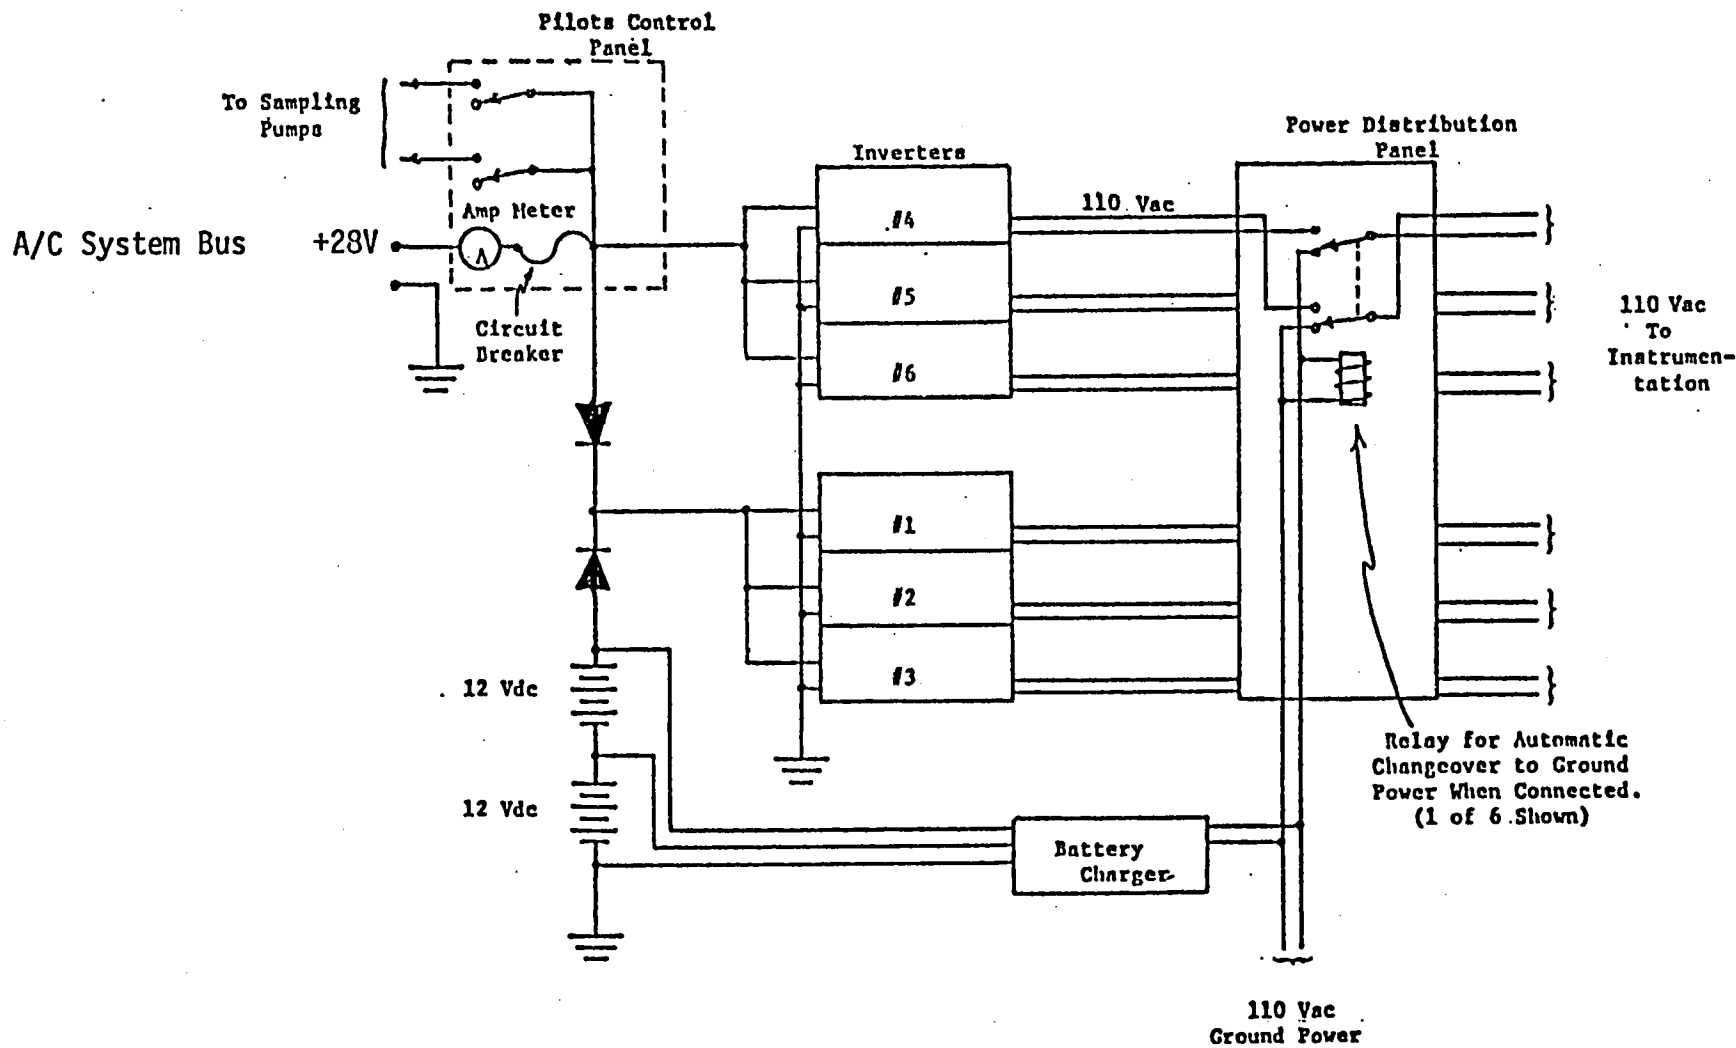 Pilots Control
Panel
To Sampling
Pumps
Amp Meter
A
A/C System Bus
+28V
Circuit
Breaker
Inverters
#4
#5
#6
#1
#2
#3
110 Vac
Power Distribution
Panel
110 Vac
To
Instrumen-
tation
12 Vdc
12 Vdc
Relay for Automatic
Changeover to Ground
Power When Connected.
(1 of 6 Shown)
Battery
Charger
110 Vac
Ground Power